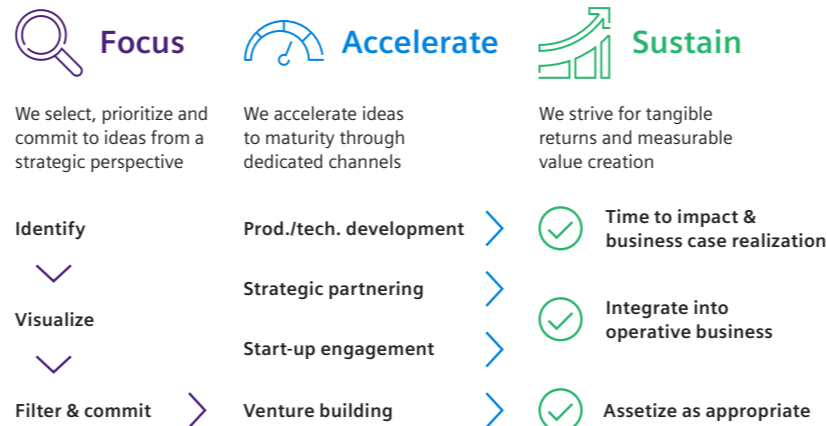 Focus
We select, prioritize and
commit to ideas from a
strategic perspective
Identify
Visualize
Filter & commit
Accelerate
We accelerate ideas
to maturity through
dedicated channels
Prod./tech. development
Strategic partnering
Start-up engagement
Venture building
Sustain
We strive for tangible
returns and measurable
value creation
Time to impact &
business case realization
Integrate into
operative business
Assetize as appropriate